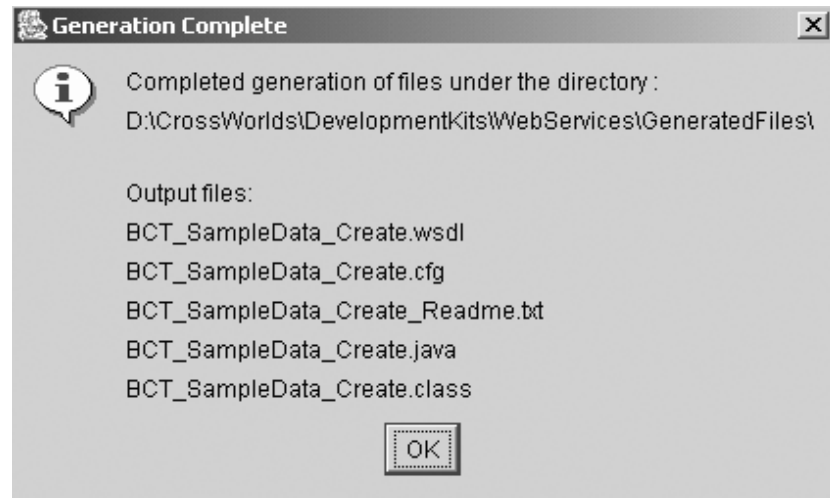 Generation Complete
Completed generation of files under the directory :
D:\CrossWorlds\DevelopmentKits\WebServices\GeneratedFiles\
Output files:
BCT_SampleData_Create.wsdl
BCT_SampleData_Create.cfg
BCT_SampleData_Create_Readme.txt
BCT_SampleData_Create.java
BCT_SampleData_Create.class
OK